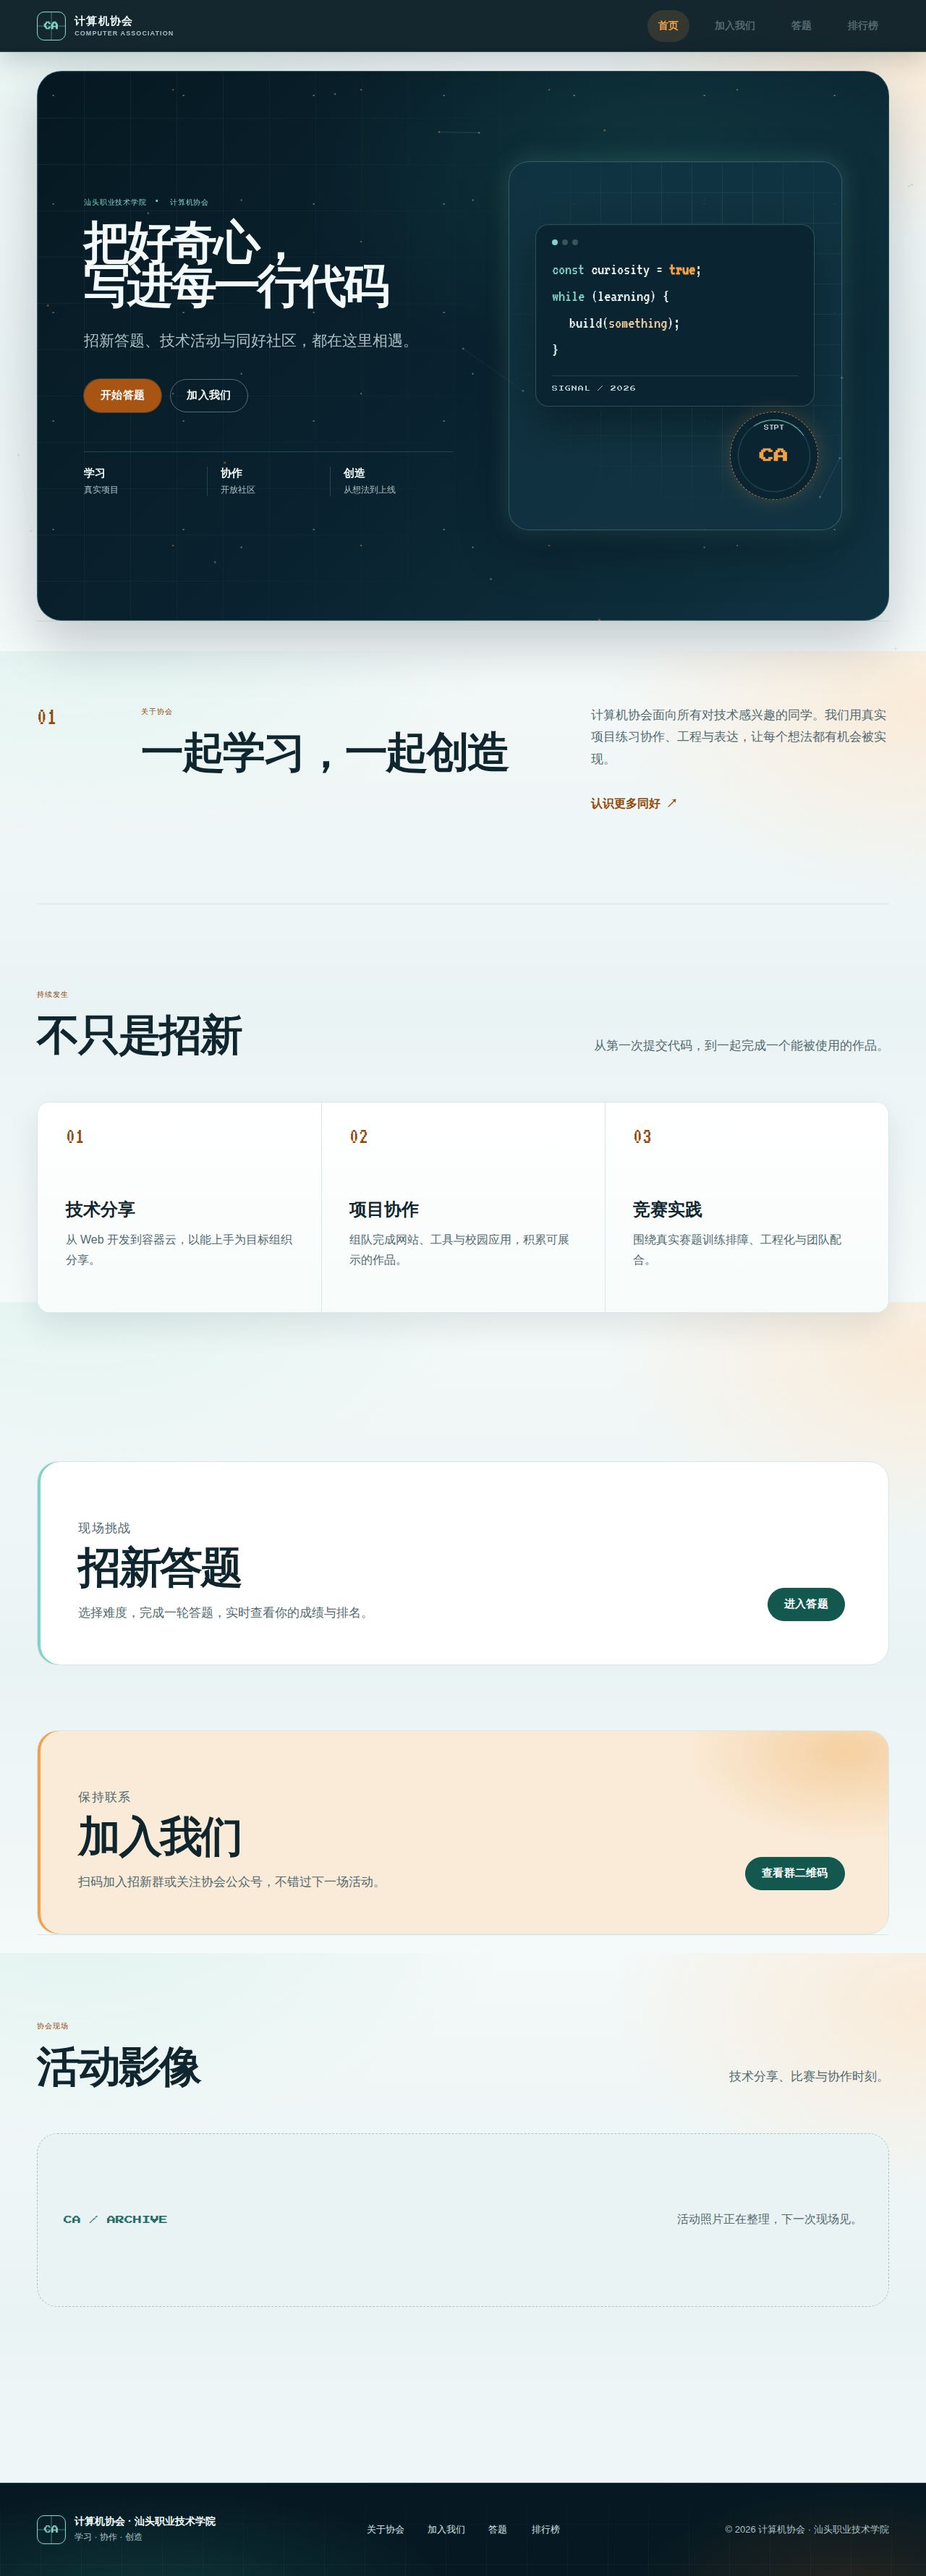 CA
计算机协会
COMPUTER ASSOCIATION
首页
加入我们
答题
排行榜
汕头职业技术学院 • 计算机协会
把好奇心，
写进每一行代码
招新答题、技术活动与同好社区，都在这里相遇。
开始答题
加入我们
学习
真实项目
协作
开放社区
创造
从想法到上线
const curiosity = true;
while (learning) {
build(something);
}
SIGNAL / 2026
STPT
CA
01
关于协会
一起学习，一起创造
计算机协会面向所有对技术感兴趣的同学。我们用真实
项目练习协作、工程与表达，让每个想法都有机会被实
现。
认识更多同好 ↗
持续发生
不只是招新
从第一次提交代码，到一起完成一个能被使用的作品。
01
技术分享
从 Web 开发到容器云，以能上手为目标组织
分享。
02
项目协作
组队完成网站、工具与校园应用，积累可展
示的作品。
03
竞赛实践
围绕真实赛题训练排障、工程化与团队配
合。
现场挑战
招新答题
选择难度，完成一轮答题，实时查看你的成绩与排名。
进入答题
保持联系
加入我们
扫码加入招新群或关注协会公众号，不错过下一场活动。
查看群二维码
协会现场
活动影像
技术分享、比赛与协作时刻。
CA / ARCHIVE
活动照片正在整理，下一次现场见。
CA
计算机协会 · 汕头职业技术学院
学习 · 协作 · 创造
关于协会
加入我们
答题
排行榜
© 2026 计算机协会 · 汕头职业技术学院